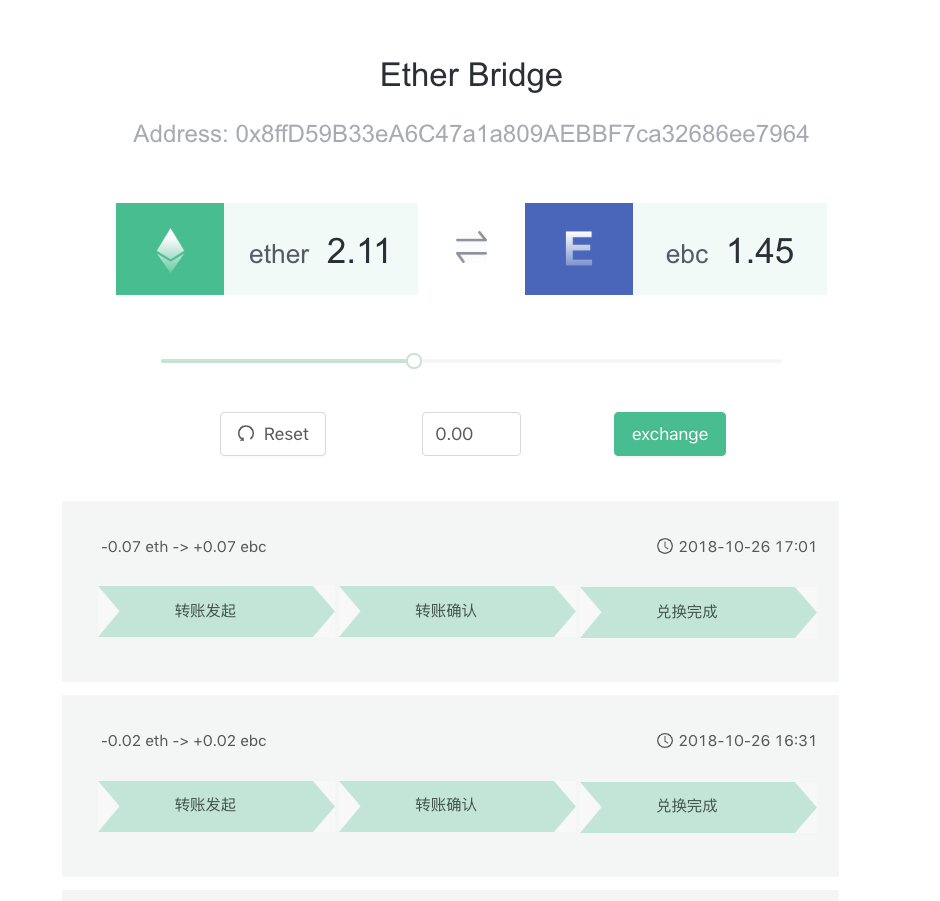 Ether Bridge
Address: 0x8ffD59B33eA6C47a1a809AEBBF7ca32686ee7964
ether 2.11
E ebc 1.45
Reset 0.00 exchange
-0.07 eth -> +0.07 ebc 2018-10-26 17:01
转账发起 转账确认 兑换完成
-0.02 eth -> +0.02 ebc 2018-10-26 16:31
转账发起 转账确认 兑换完成